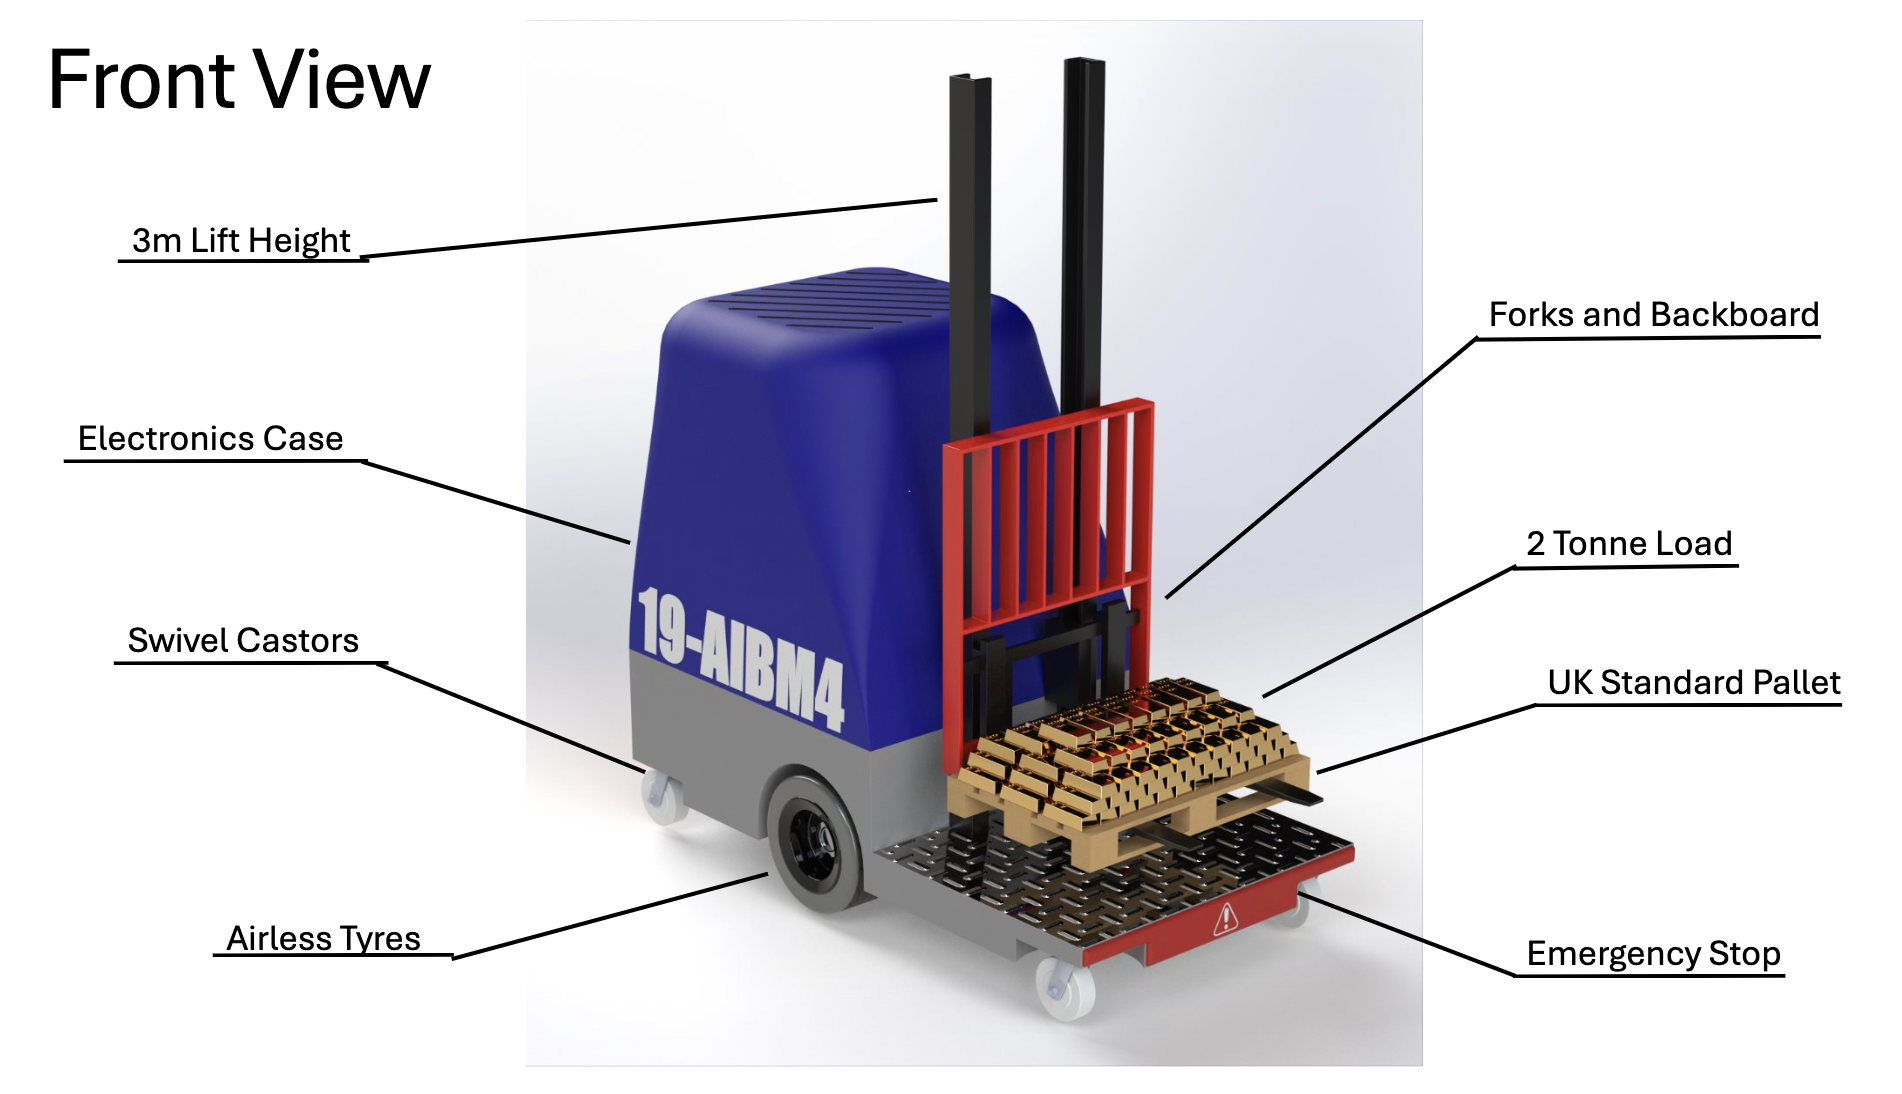 Front View
3m Lift Height
Forks and Backboard
Electronics Case
2 Tonne Load
Swivel Castors
19-AIBM4
UK Standard Pallet
Airless Tyres
Emergency Stop